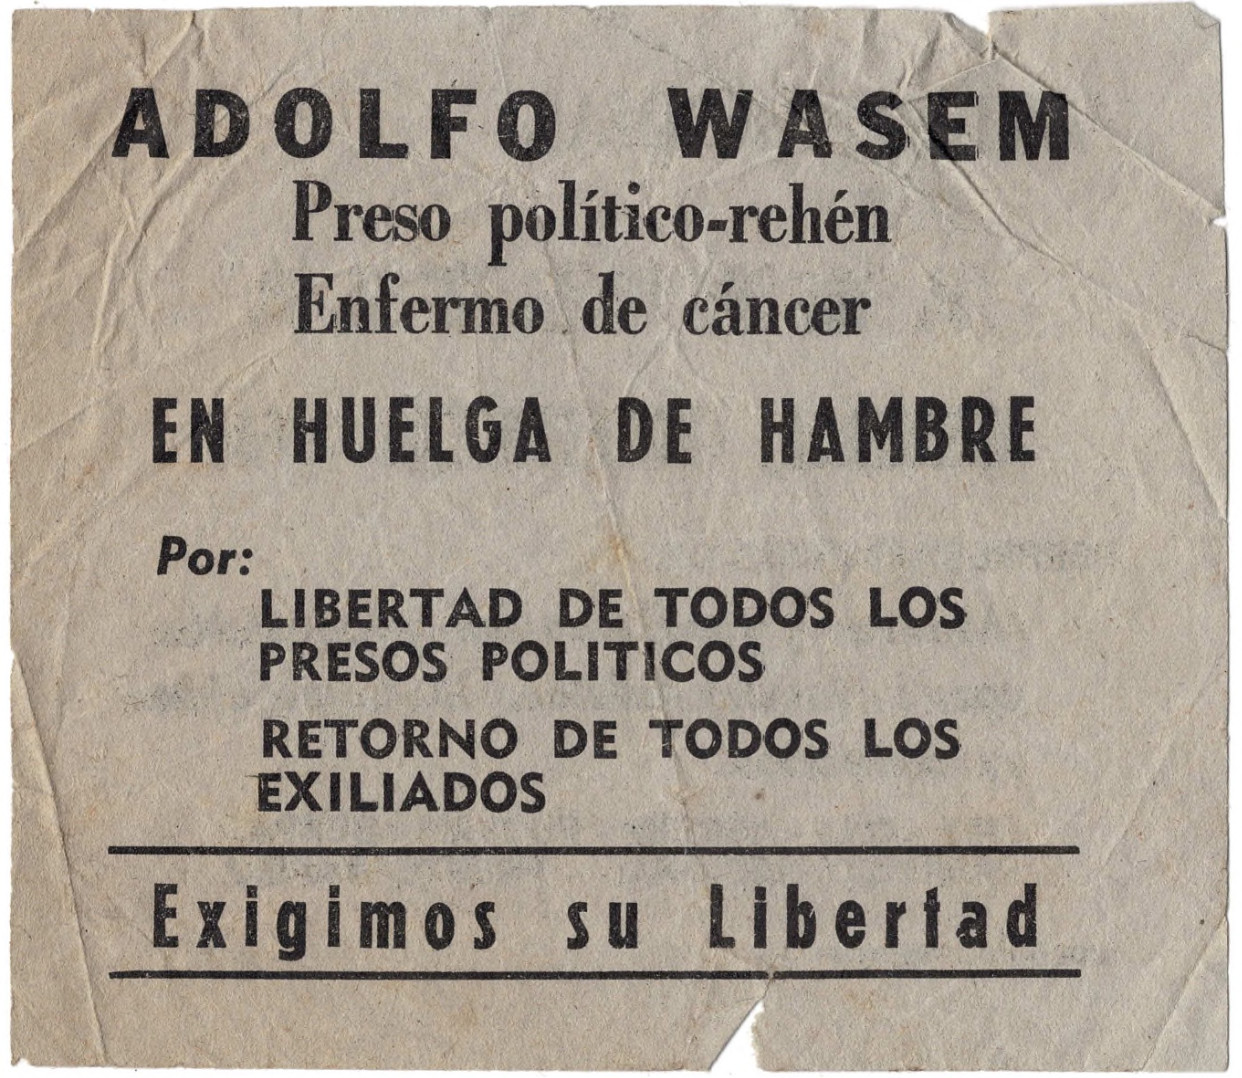 ADOLFO WASEM
Preso político-rehén
Enfermo de cáncer
EN HUELGA DE HAMBRE
Por:
LIBERTAD DE TODOS LOS
PRESOS POLITICOS
RETORNO DE TODOS LOS
EXILIADOS
Exigimos su Libertad